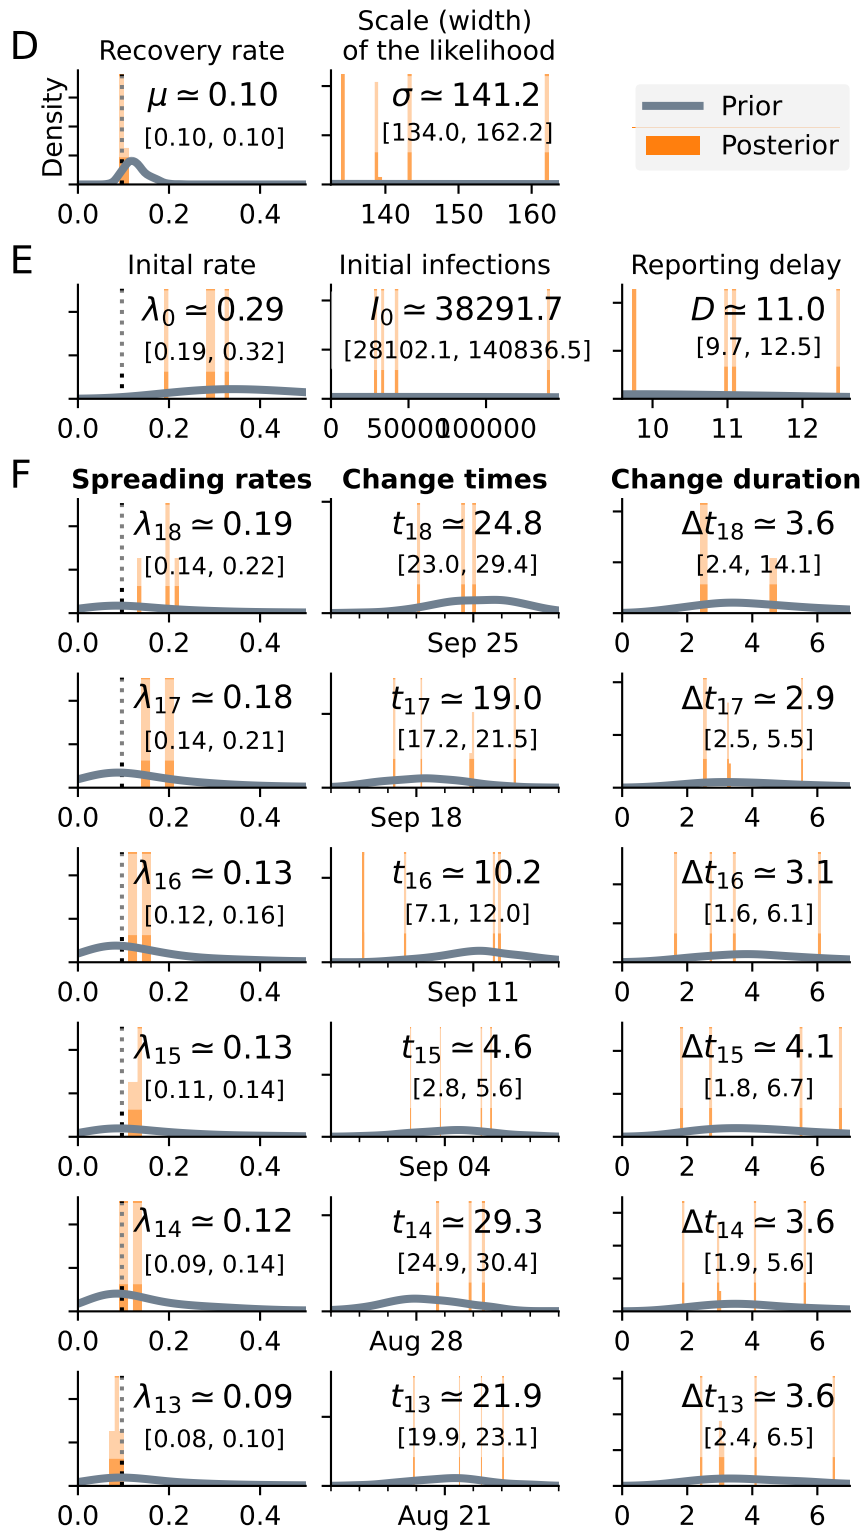 D
Recovery rate
Scale (width)
of the likelihood
Density
μ ≃ 0.10
[0.10, 0.10]
σ ≃ 141.2
[134.0, 162.2]
Prior
Posterior
0.0 0.2 0.4
140 150 160
E
Inital rate
Initial infections
Reporting delay
λ0 ≃ 0.29
[0.19, 0.32]
I0 ≃ 38291.7
[28102.1, 140836.5]
D ≃ 11.0
[9.7, 12.5]
0.0 0.2 0.4
0 50000 100000
10 11 12
F
Spreading rates
Change times
Change duration
λ18 ≃ 0.19
[0.14, 0.22]
t18 ≃ 24.8
[23.0, 29.4]
Δt18 ≃ 3.6
[2.4, 14.1]
0.0 0.2 0.4
Sep 25
0 2 4 6
λ17 ≃ 0.18
[0.14, 0.21]
t17 ≃ 19.0
[17.2, 21.5]
Δt17 ≃ 2.9
[2.5, 5.5]
0.0 0.2 0.4
Sep 18
0 2 4 6
λ16 ≃ 0.13
[0.12, 0.16]
t16 ≃ 10.2
[7.1, 12.0]
Δt16 ≃ 3.1
[1.6, 6.1]
0.0 0.2 0.4
Sep 11
0 2 4 6
λ15 ≃ 0.13
[0.11, 0.14]
t15 ≃ 4.6
[2.8, 5.6]
Δt15 ≃ 4.1
[1.8, 6.7]
0.0 0.2 0.4
Sep 04
0 2 4 6
λ14 ≃ 0.12
[0.09, 0.14]
t14 ≃ 29.3
[24.9, 30.4]
Δt14 ≃ 3.6
[1.9, 5.6]
0.0 0.2 0.4
Aug 28
0 2 4 6
λ13 ≃ 0.09
[0.08, 0.10]
t13 ≃ 21.9
[19.9, 23.1]
Δt13 ≃ 3.6
[2.4, 6.5]
0.0 0.2 0.4
Aug 21
0 2 4 6